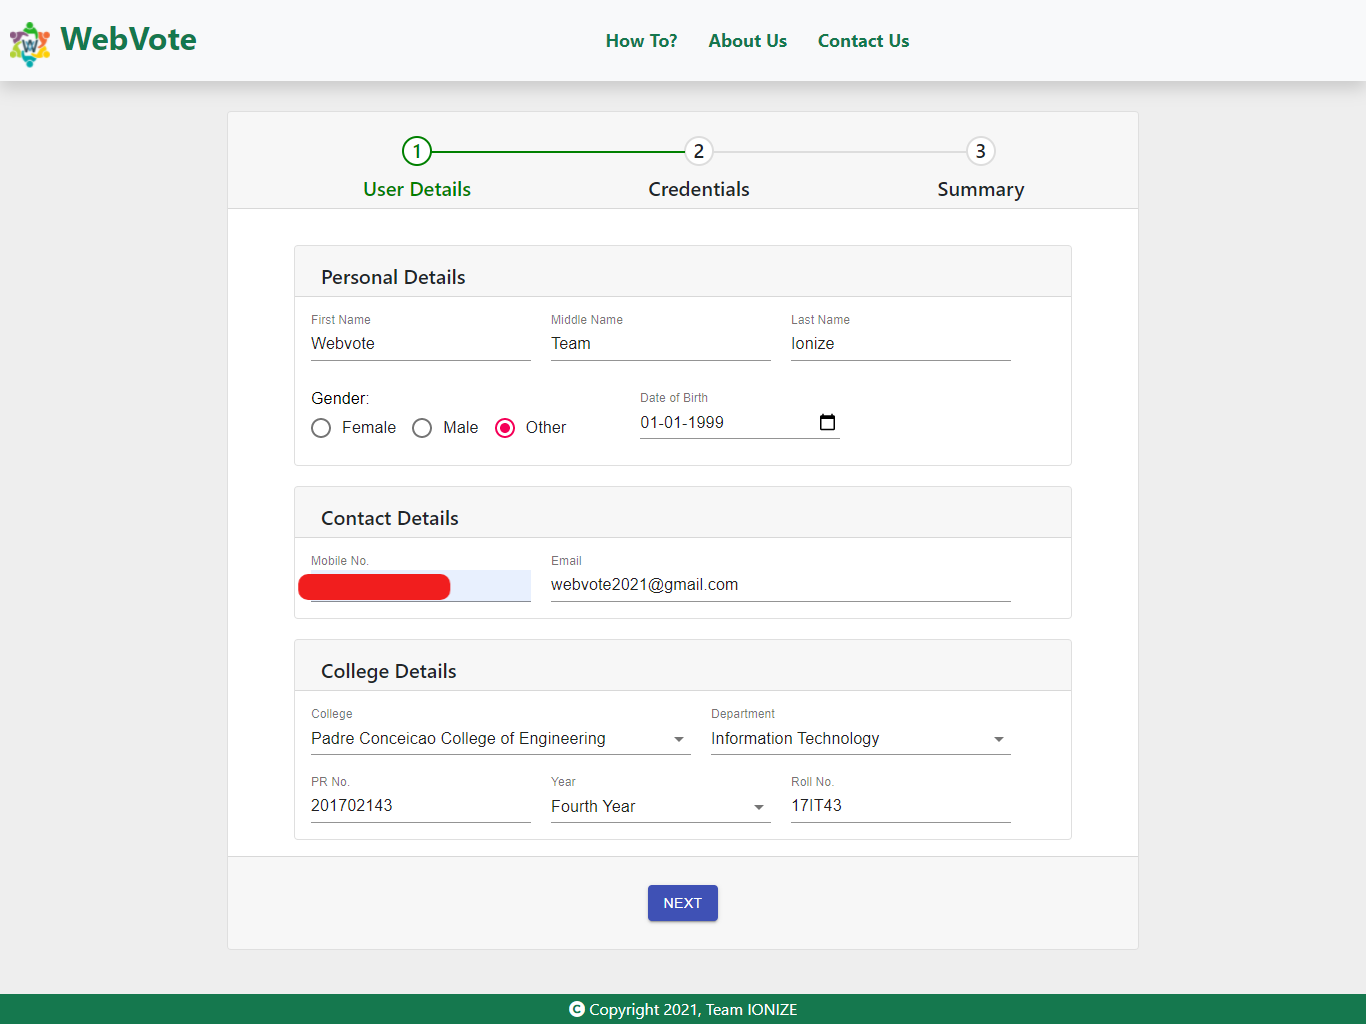 WebVote
How To? About Us Contact Us
1 2 3
User Details Credentials Summary
Personal Details
First Name Middle Name Last Name
Webvote Team Ionize
Gender: Date of Birth
Female Male Other 01-01-1999
Contact Details
Mobile No. Email
webvote2021@gmail.com
College Details
College Department
Padre Conceicao College of Engineering Information Technology
PR No. Year Roll No.
201702143 Fourth Year 17IT43
NEXT
Copyright 2021, Team IONIZE